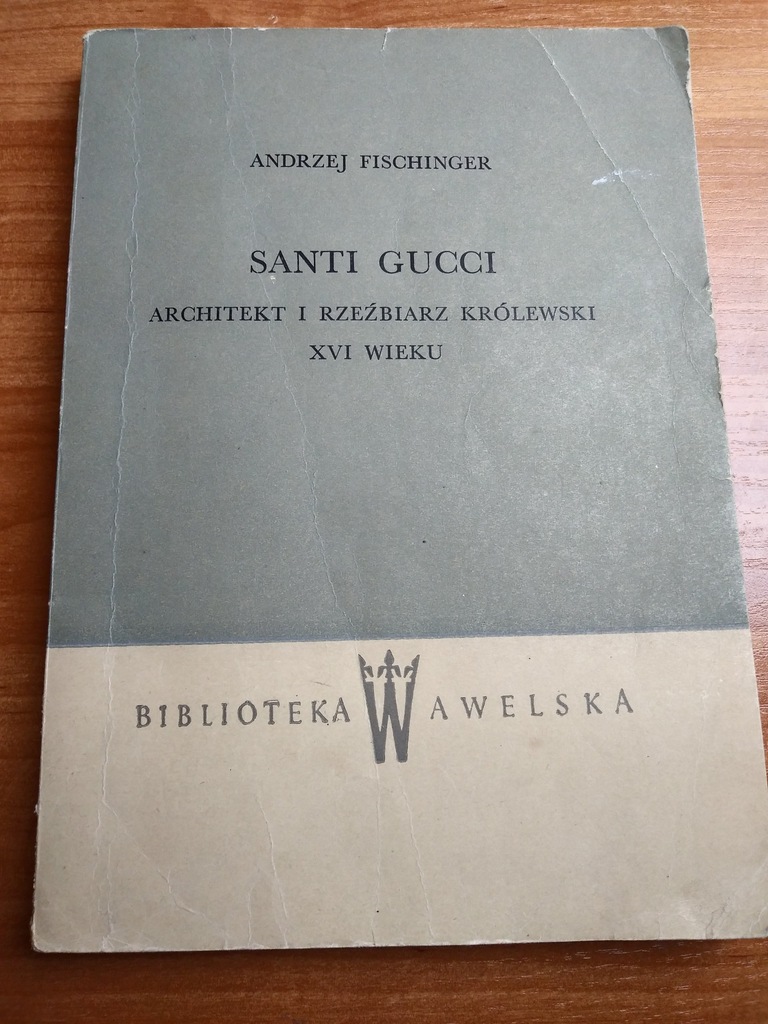 ANDRZEJ FISCHINGER
SANTI GUCCI
ARCHITEKT I RZEŹBIARZ KRÓLEWSKI
XVI WIEKU
BIBLIOTEKA WAWELSKA